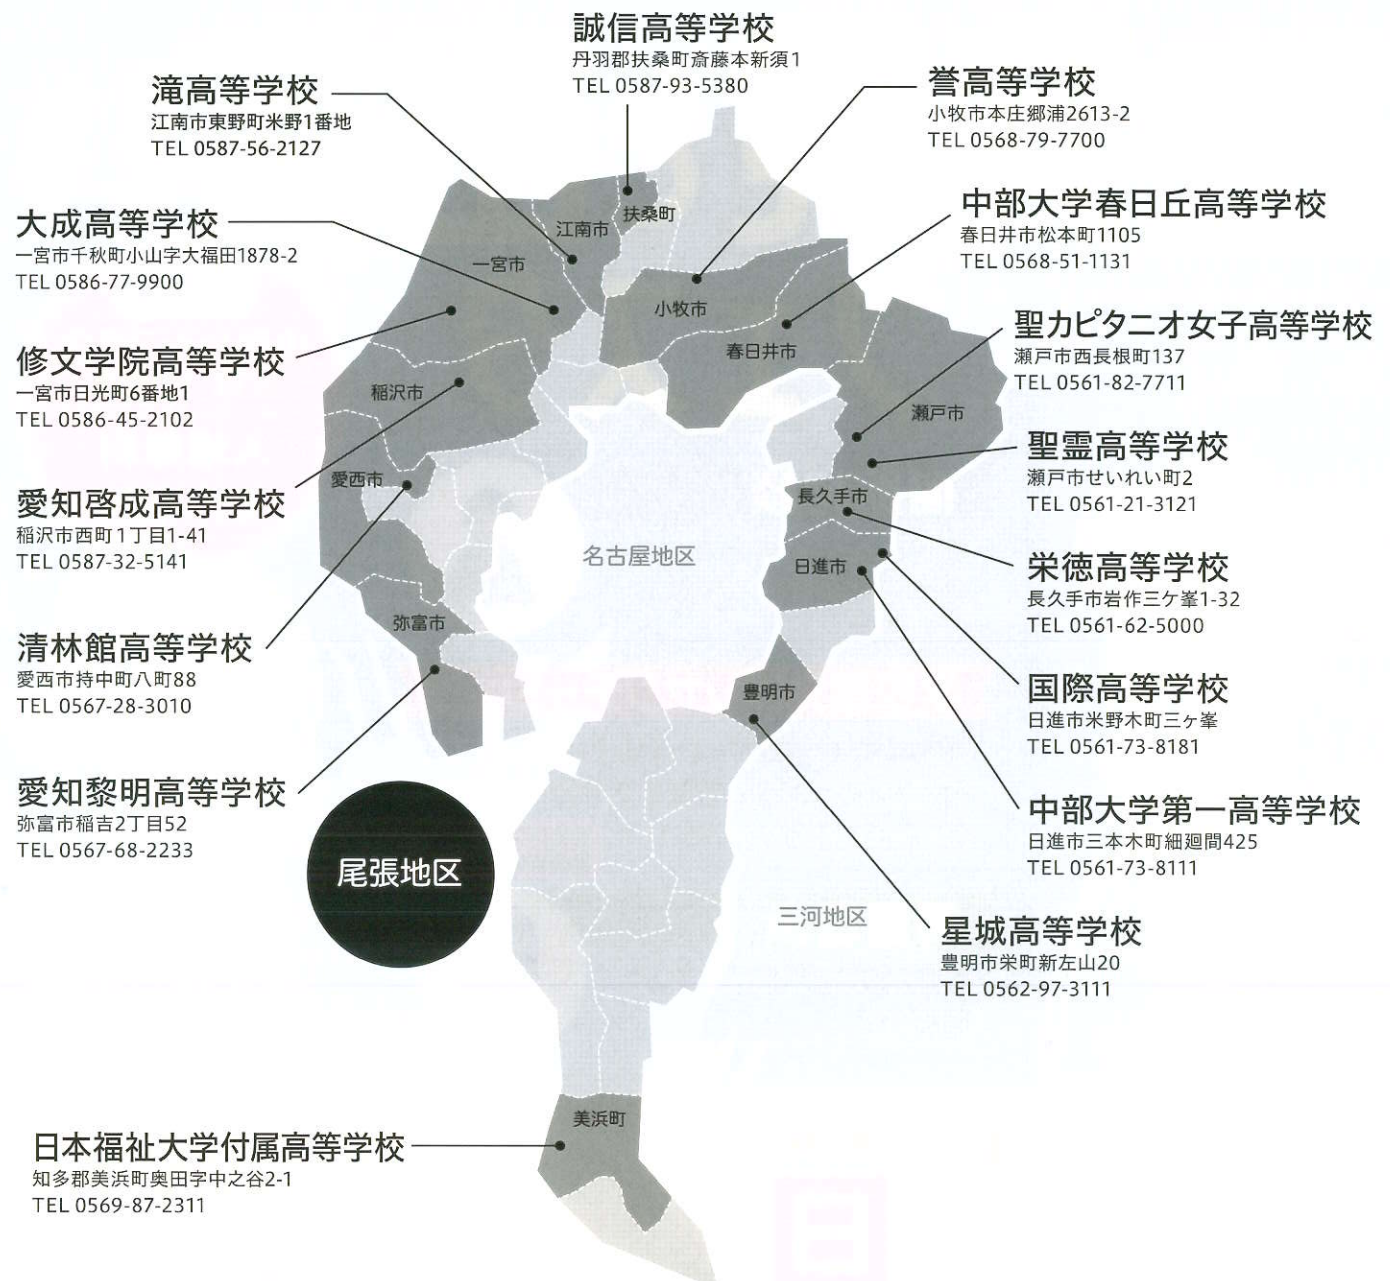 誠信高等学校
丹羽郡扶桑町斎藤本新須1
TEL 0587-93-5380
滝高等学校
江南市東野町米野1番地
TEL 0587-56-2127
誉高等学校
小牧市本庄郷浦2613-2
TEL 0568-79-7700
大成高等学校
一宮市千秋町小山字大福田1878-2
TEL 0586-77-9900
中部大学春日丘高等学校
春日井市松本町1105
TEL 0568-51-1131
修文学院高等学校
一宮市日光町6番地1
TEL 0586-45-2102
聖カピタニオ女子高等学校
瀬戸市西長根町137
TEL 0561-82-7711
聖霊高等学校
瀬戸市せいれい町2
TEL 0561-21-3121
愛知啓成高等学校
稲沢市西町1丁目1-41
TEL 0587-32-5141
栄徳高等学校
長久手市岩作三ケ峯1-32
TEL 0561-62-5000
清林館高等学校
愛西市持中町八町88
TEL 0567-28-3010
国際高等学校
日進市米野木町三ヶ峯
TEL 0561-73-8181
愛知黎明高等学校
弥富市稲吉2丁目52
TEL 0567-68-2233
中部大学第一高等学校
日進市三本木町細廻間425
TEL 0561-73-8111
星城高等学校
豊明市栄町新左山20
TEL 0562-97-3111
日本福祉大学付属高等学校
知多郡美浜町奥田字中之谷2-1
TEL 0569-87-2311
扶桑町
江南市
一宮市
小牧市
春日井市
稲沢市
瀬戸市
愛西市
長久手市
名古屋地区
日進市
弥富市
豊明市
尾張地区
三河地区
美浜町